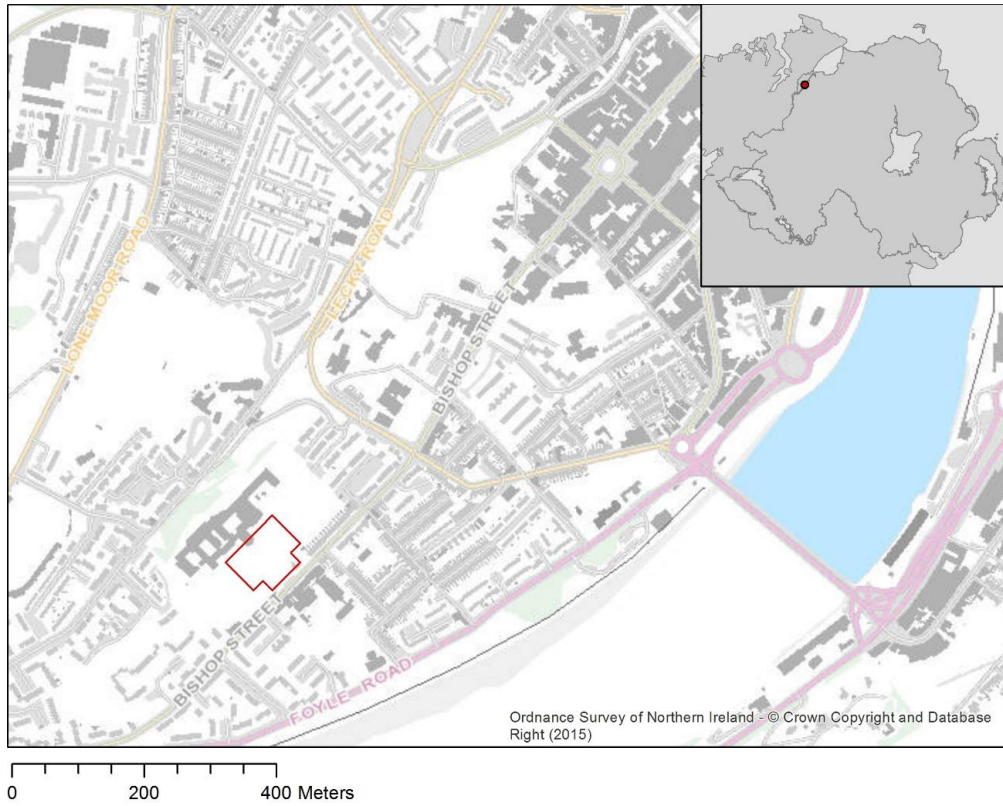 LONE MOOR ROAD
LECKY ROAD
BISHOP STREET
BISHOP STREET
FOYLE ROAD
Ordnance Survey of Northern Ireland - © Crown Copyright and Database
Right (2015)
0 200 400 Meters